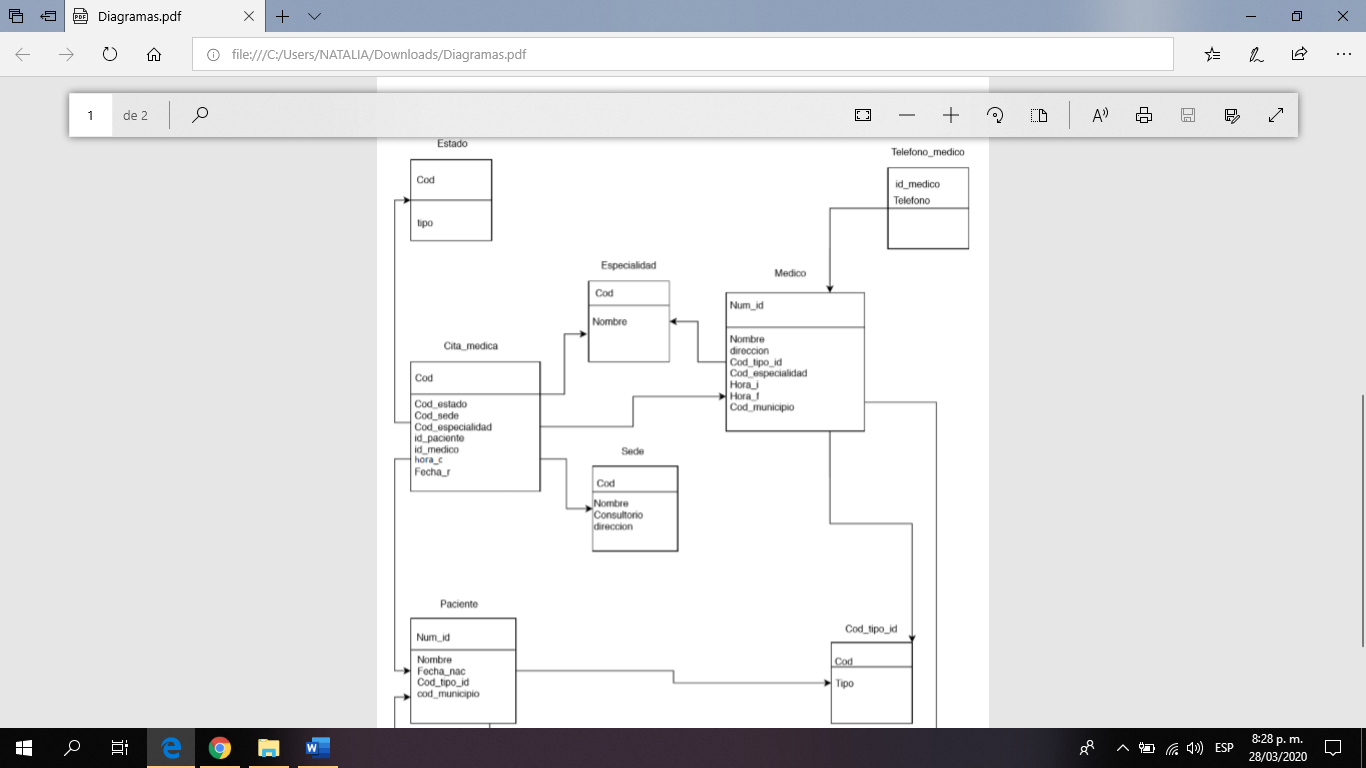 Diagramas.pdf
file:///C:/Users/NATALIA/Downloads/Diagramas.pdf
1 de 2
Estado
Cod
tipo
Telefono_medico
id_medico
Telefono
Especialidad
Cod
Nombre
Medico
Num_id
Nombre
direccion
Cod_tipo_id
Cod_especialidad
Hora_i
Hora_f
Cod_municipio
Cita_medica
Cod
Cod_estado
Cod_sede
Cod_especialidad
id_paciente
id_medico
hora_c
Fecha_r
Sede
Cod
Nombre
Consultorio
direccion
Paciente
Num_id
Nombre
Fecha_nac
Cod_tipo_id
cod_municipio
Cod_tipo_id
Cod
Tipo
ESP
8:28 p. m.
28/03/2020